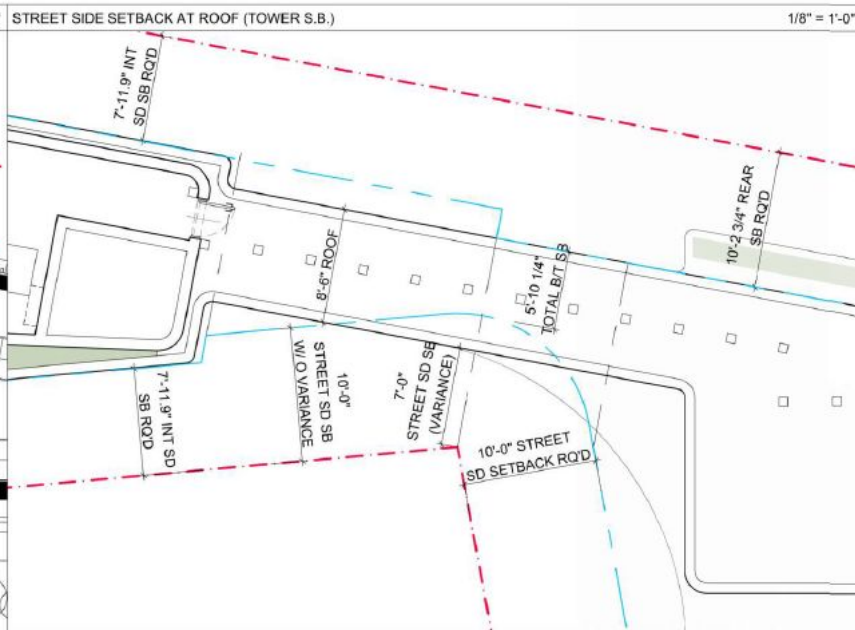 STREET SIDE SETBACK AT ROOF (TOWER S.B.)
1/8" = 1'-0"
7'-11.9" INT
SD SB RQ'D
10'-2 3/4" REAR
SB RQ'D
8'-6" ROOF
5'-10 1/4"
TOTAL B/T SB
7'-11.9" INT SD
SB RQ'D
10'-0"
STREET SD SB
W/ O VARIANCE
7'-0"
STREET SD SB
(VARIANCE)
10'-0" STREET
SD SETBACK RQ'D